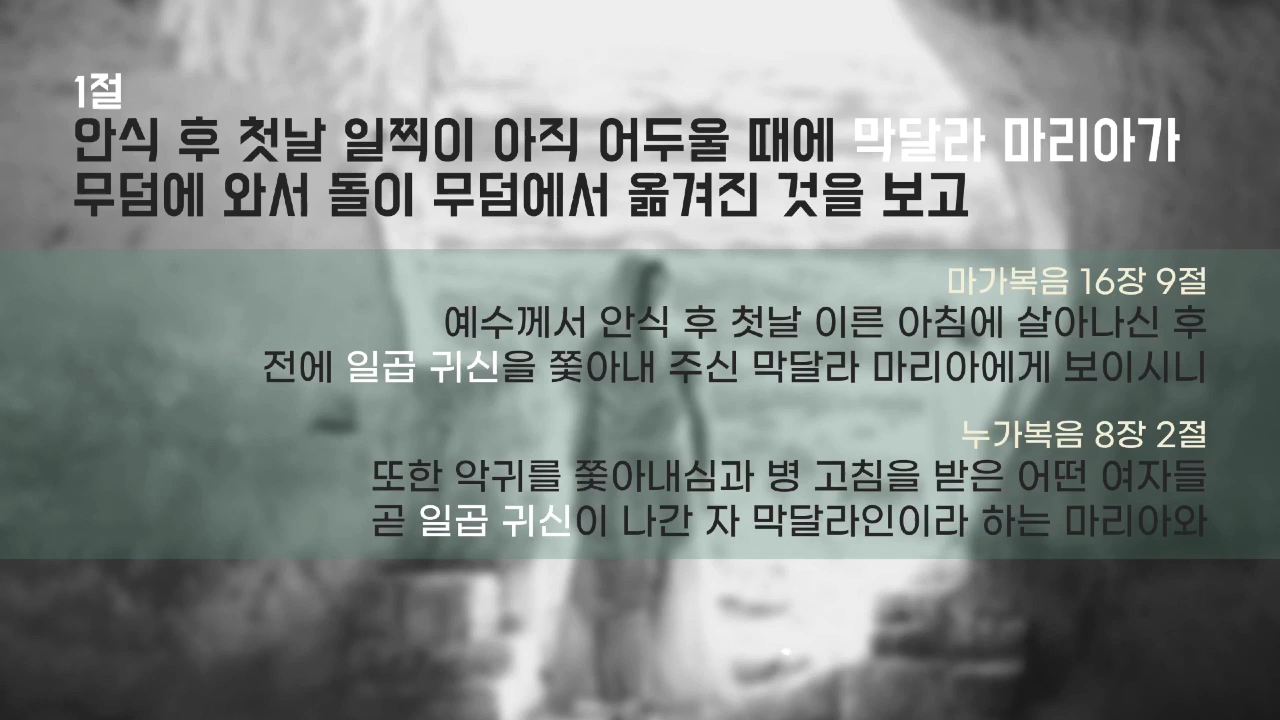 1절
안식 후 첫날 일찍이 아직 어두울 때에 막달라 마리아가
무덤에 와서 돌이 무덤에서 옮겨진 것을 보고
마가복음 16장 9절
예수께서 안식 후 첫날 이른 아침에 살아나신 후
전에 일곱 귀신을 쫓아내 주신 막달라 마리아에게 보이시니
누가복음 8장 2절
또한 악귀를 쫓아내심과 병 고침을 받은 어떤 여자들
곧 일곱 귀신이 나간 자 막달라인이라 하는 마리아와